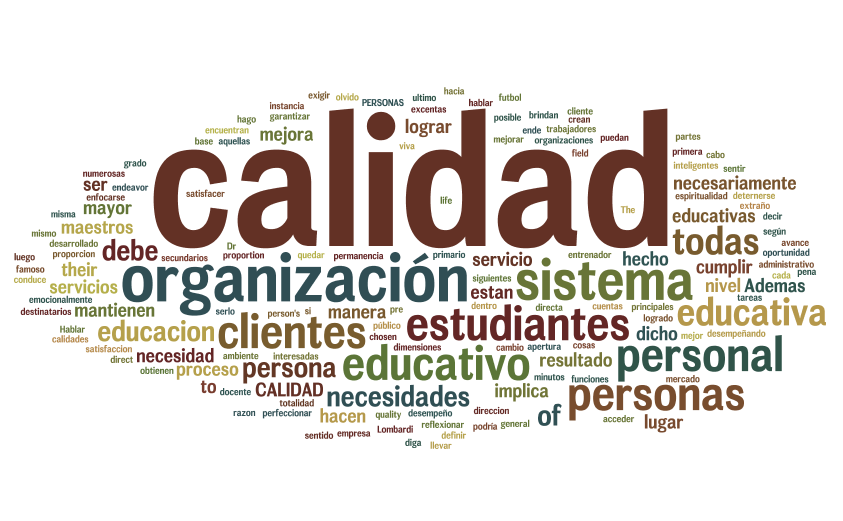 hacia
exigir olvido PERSONAS ultimo hablar futbol
instancia excentas cliente
garantizar posible brindan crean
hago lograr ende trabajadores
encuentran mejora mejorar organizaciones puedan partes
base aquellas viva field primera cabo
grado calidad inteligentes sentir
numerosas necesariamente
ser endeavor satisfacer life espiritualidad deternerse
enfocarse extraño
misma mayor The educativas decir
mismo maestros todas según
desarrollado debe Dr hecho avance
luego proporcion secundarios proportion quedar permanencia primario servicio entrenador oportunidad
famoso their organización siguientes sistema cumplir administrativo
conduce servicios estan nivel Ademas cada pena
emocionalmente tareas
destinatarios mantienen serlo person's si manera pre dentro directa cuentas principales educativa
Hablar educacion clientes público estudiantes logrado
calidades chosen dicho mejor desempeñando
satisfaccion necesidad ambiente interesadas dimensiones cambio apertura cosas
direct proceso persona educativo resultado personal
obtienen minutos funciones mercado
to docente CALIDAD necesidades implica personas
totalidad
razon perfeccionar hacen quality desempeño direccion of acceder lugar
reflexionar podría general
sentido empresa Lombardi definir
diga llevar